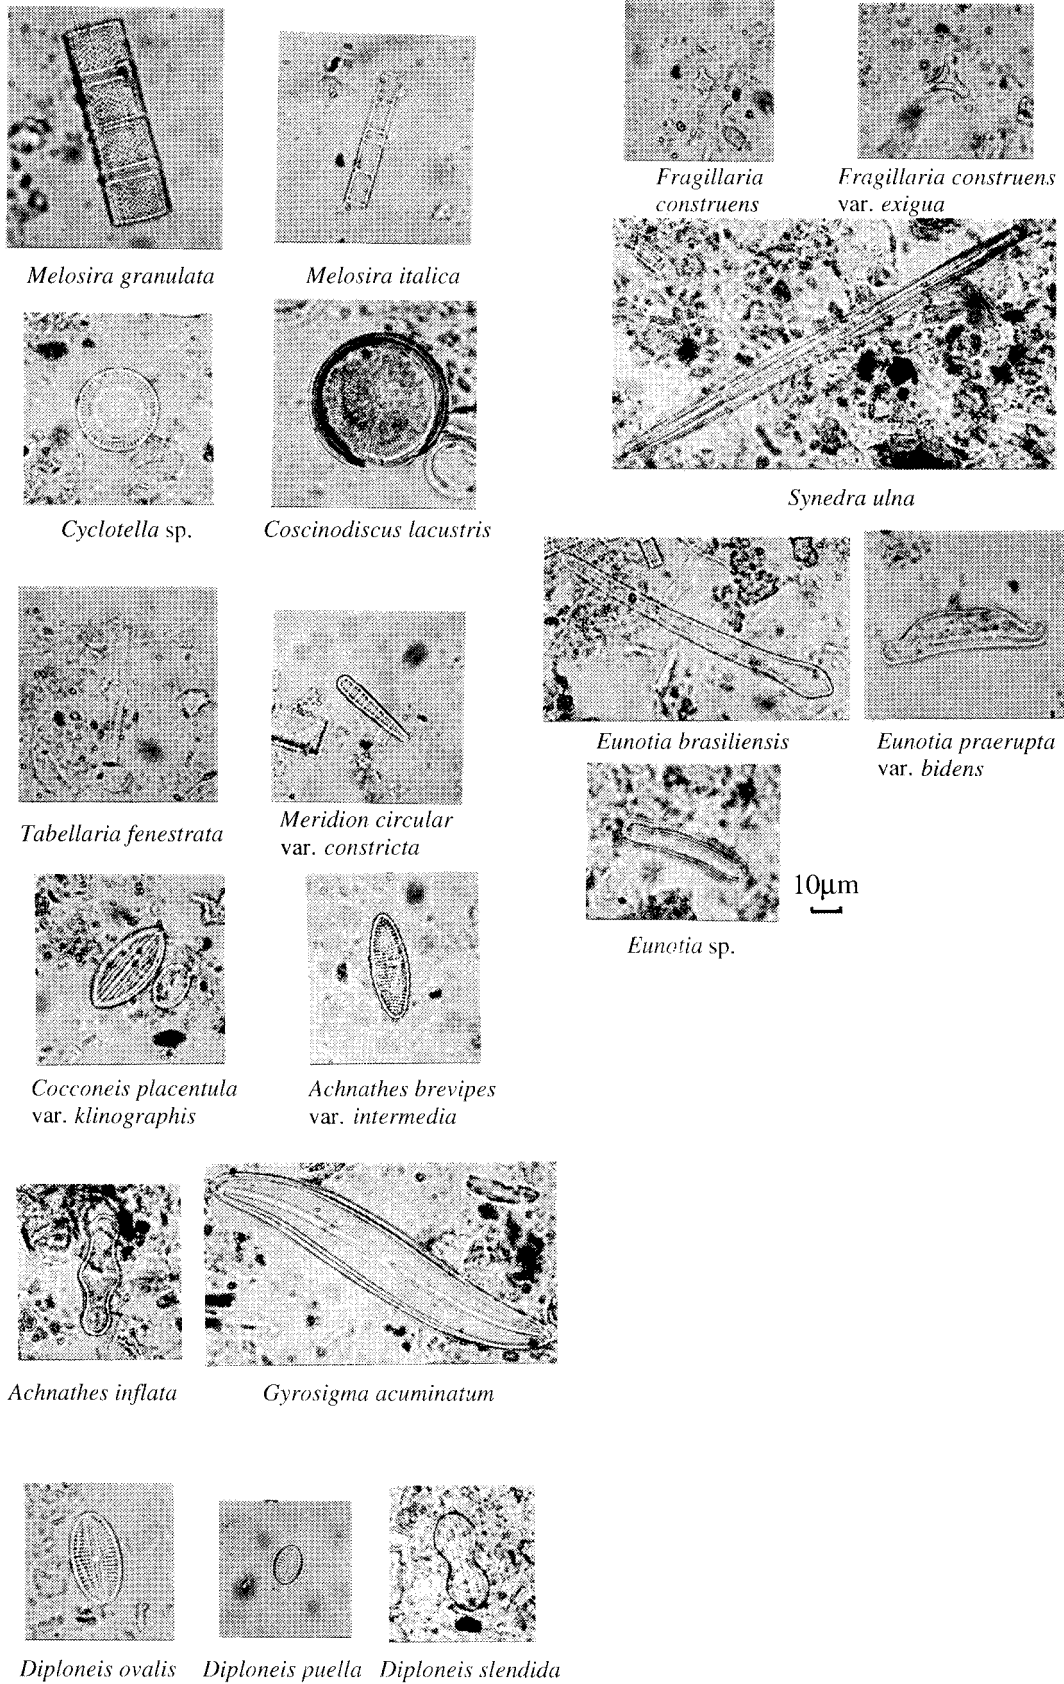 Fragillaria
construens
Fragillaria construens
var. exigua
Melosira granulata
Melosira italica
Synedra ulna
Cyclotella sp.
Coscinodiscus lacustris
Eunotia brasiliensis
Eunotia praerupta
var. bidens
Tabellaria fenestrata
Meridion circular
var. constricta
10μm
Eunotia sp.
Cocconeis placentula
var. klinographis
Achnathes brevipes
var. intermedia
Achnathes inflata
Gyrosigma acuminatum
Diploneis ovalis
Diploneis puella
Diploneis slendida